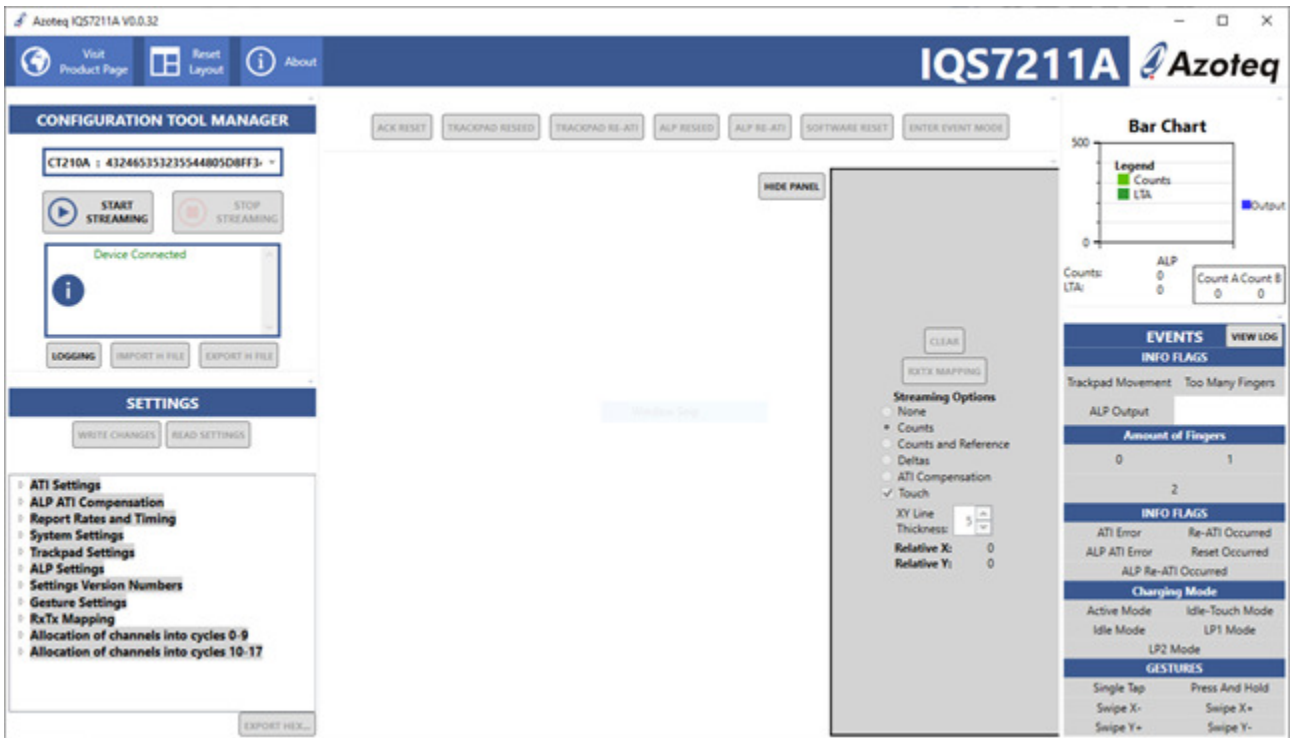 Azoteq IQS7211A V0.0.32
Visit Product Page
Reset Layout
About
IQS7211A
Azoteq
CONFIGURATION TOOL MANAGER
CT210A : 432465353235544805D8FF3
START STREAMING
STOP STREAMING
Device Connected
LOGGING
IMPORT H FILE
EXPORT H FILE
SETTINGS
WRITE CHANGES
READ SETTINGS
ATI Settings
ALP ATI Compensation
Report Rates and Timing
System Settings
Trackpad Settings
ALP Settings
Settings Version Numbers
Gesture Settings
RxTx Mapping
Allocation of channels into cycles 0-9
Allocation of channels into cycles 10-17
EXPORT HEX...
ACK RESET
TRACKPAD RESEED
TRACKPAD RE-ATI
ALP RESEED
ALP RE-ATI
SOFTWARE RESET
ENTER EVENT MODE
HIDE PANEL
CLEAR
RXTX MAPPING
Streaming Options
None
Counts
Counts and Reference
Deltas
ATI Compensation
Touch
XY Line Thickness: 5
Relative X: 0
Relative Y: 0
Bar Chart
500
Legend
Counts
LTA
Output
0
ALP
Counts: 0
LTA: 0
Count A Count B
0 0
EVENTS
VIEW LOG
INFO FLAGS
Trackpad Movement Too Many Fingers
ALP Output
Amount of Fingers
0 1
2
INFO FLAGS
ATI Error Re-ATI Occurred
ALP ATI Error Reset Occurred
ALP Re-ATI Occurred
Charging Mode
Active Mode Idle-Touch Mode
Idle Mode LP1 Mode
LP2 Mode
GESTURES
Single Tap Press And Hold
Swipe X- Swipe X+
Swipe Y+ Swipe Y-